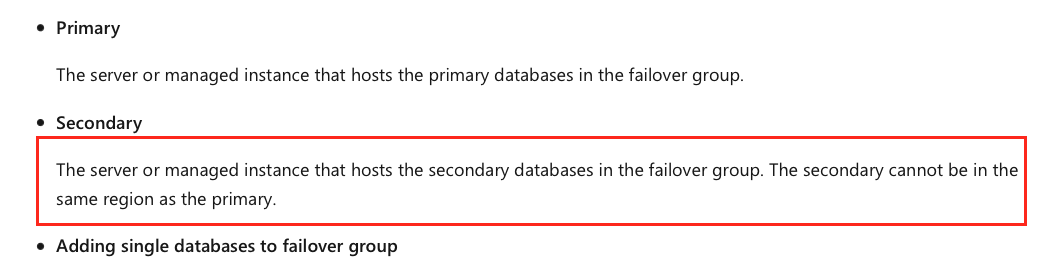 Primary
The server or managed instance that hosts the primary databases in the failover group.
Secondary
The server or managed instance that hosts the secondary databases in the failover group. The secondary cannot be in the
same region as the primary.
Adding single databases to failover group